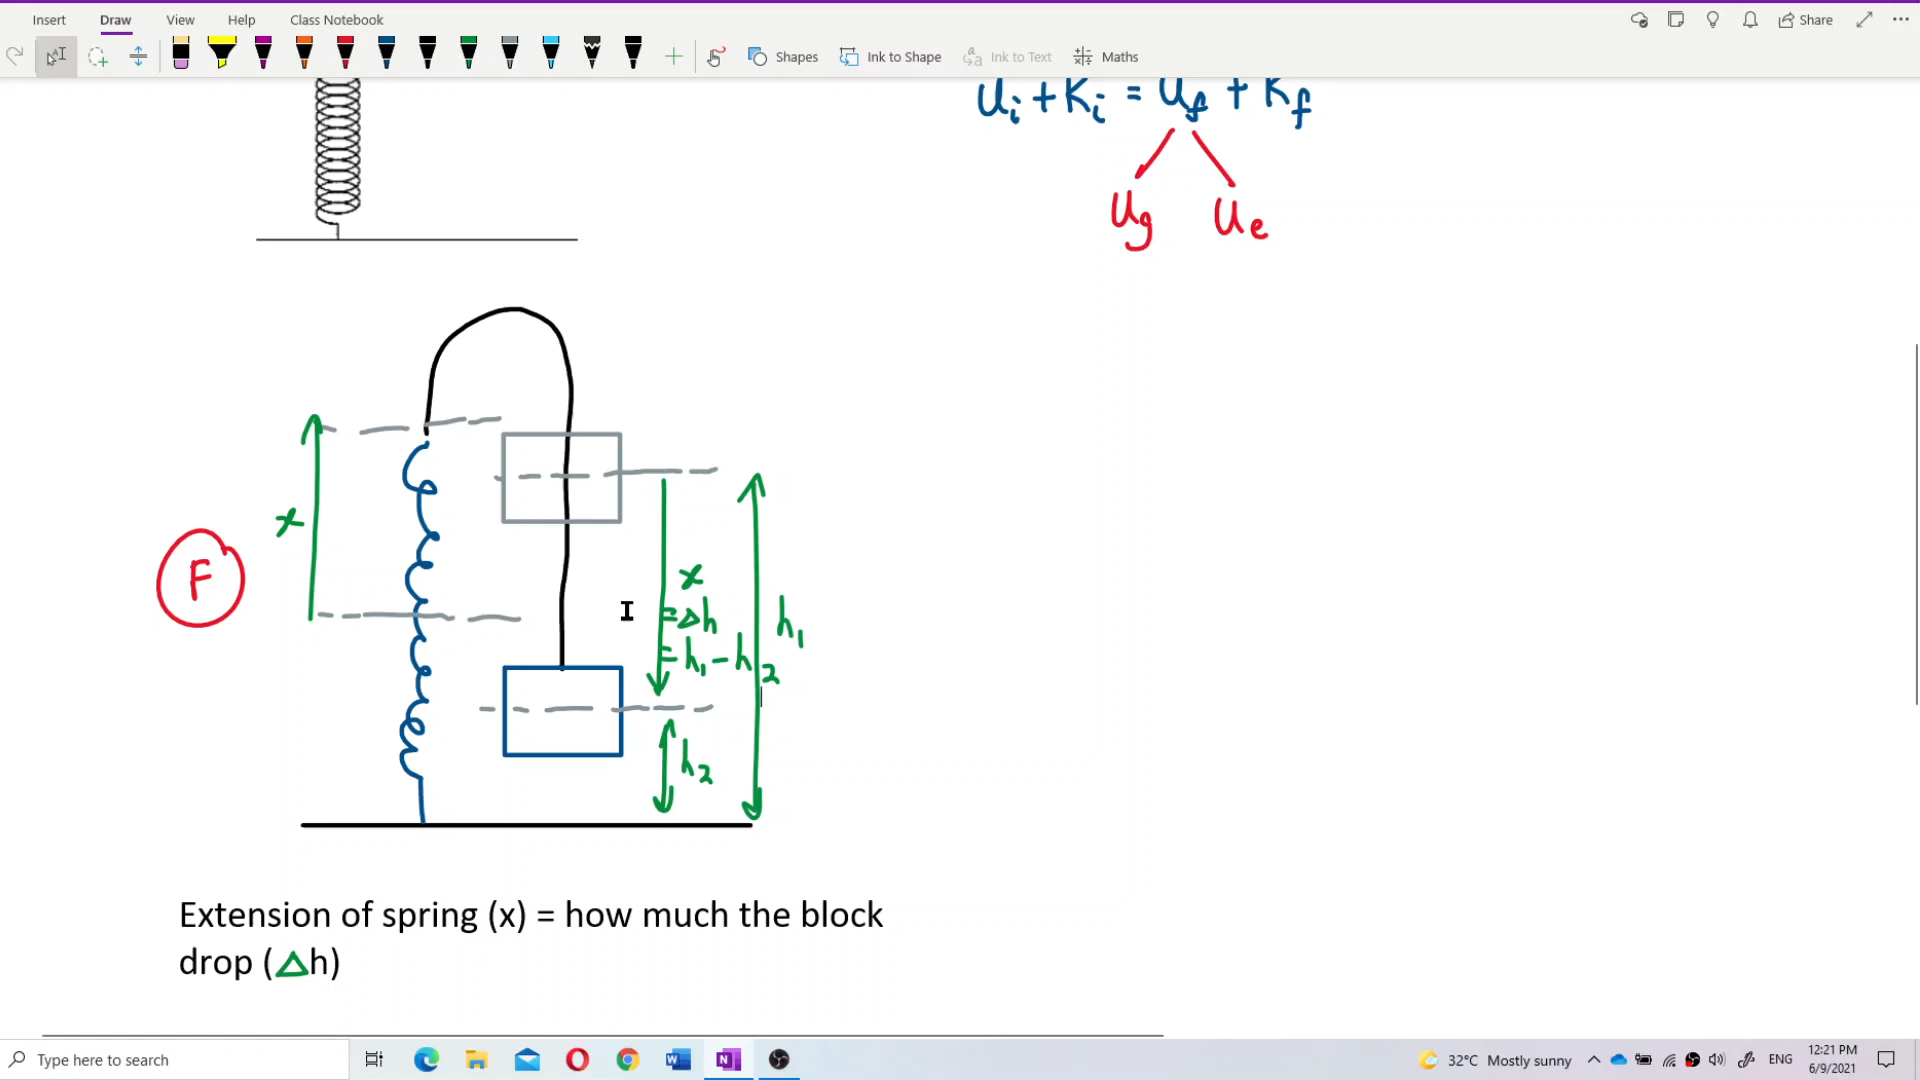 Insert Draw View Help Class Notebook Share
Shapes Ink to Shape Ink to Text Maths
Ui + Ki = Uf + Kf
Ug Ue
x
F
x
= Δh
= h1 - h2
h1
h2
Extension of spring (x) = how much the block
drop (Δh)
Type here to search
32°C Mostly sunny
ENG
12:21 PM
6/9/2021